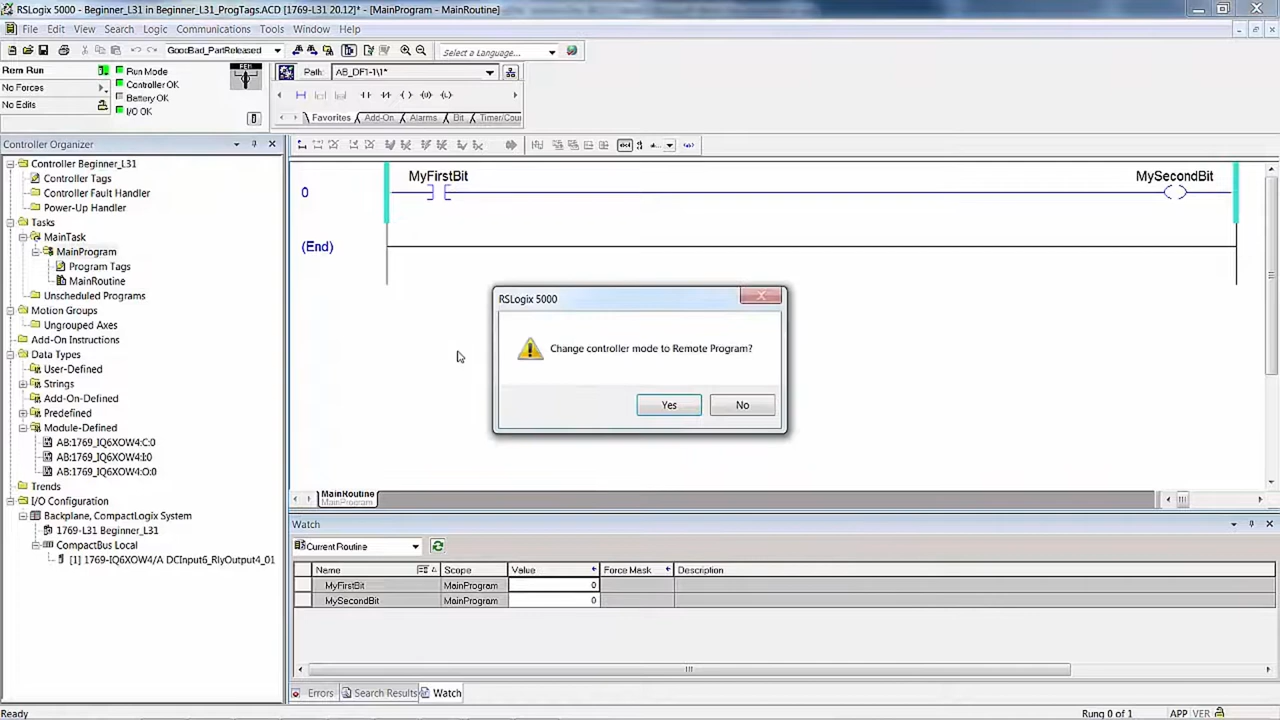 RSLogix 5000 - Beginner_L31 in Beginner_L31_ProgTags.ACD [1769-L31 20.12]* - [MainProgram - MainRoutine]
File Edit View Search Logic Communications Tools Window Help
GoodBad_PartReleased Select a Language...
Rem Run Run Mode REM Path: AB_DF1-1\1*
No Forces Controller OK
Battery OK
No Edits I/O OK
Favorites Add-On Alarms Bit Timer/Coun
Controller Organizer
Controller Beginner_L31
Controller Tags
Controller Fault Handler
Power-Up Handler
Tasks
MainTask
MainProgram
Program Tags
MainRoutine
Unscheduled Programs
Motion Groups
Ungrouped Axes
Add-On Instructions
Data Types
User-Defined
Strings
Add-On-Defined
Predefined
Module-Defined
AB:1769_IQ6XOW4:C:0
AB:1769_IQ6XOW4:I:0
AB:1769_IQ6XOW4:O:0
Trends
I/O Configuration
Backplane, CompactLogix System
1769-L31 Beginner_L31
CompactBus Local
[1] 1769-IQ6XOW4/A DCInput6_RlyOutput4_01
MyFirstBit MySecondBit
0
(End)
RSLogix 5000
Change controller mode to Remote Program?
Yes No
MainRoutine
MainProgram
Watch
Current Routine
Name Scope Value Force Mask Description
MyFirstBit MainProgram 0
MySecondBit MainProgram 0
Errors Search Results Watch
Ready Rung 0 of 1 APP VER